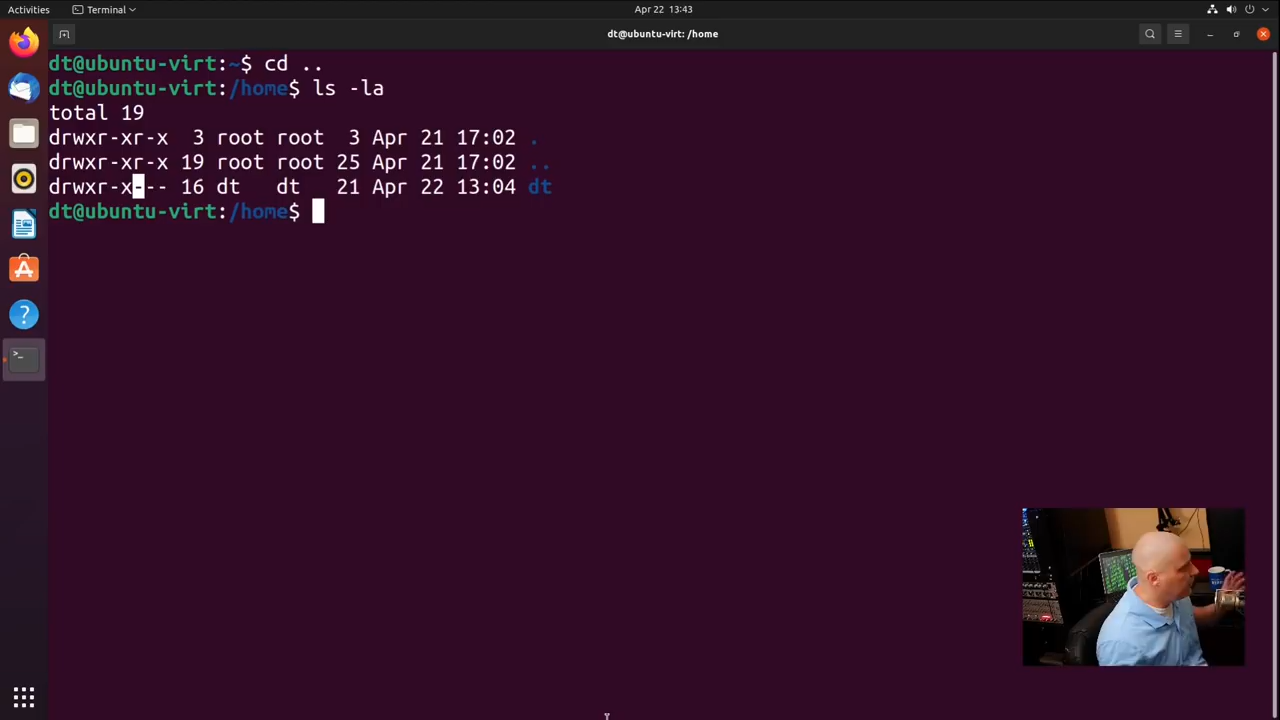 Activities Terminal Apr 22 13:43
dt@ubuntu-virt: /home
dt@ubuntu-virt:~$ cd ..
dt@ubuntu-virt:/home$ ls -la
total 19
drwxr-xr-x 3 root root 3 Apr 21 17:02 .
drwxr-xr-x 19 root root 25 Apr 21 17:02 ..
drwxr-x--- 16 dt dt 21 Apr 22 13:04 dt
dt@ubuntu-virt:/home$